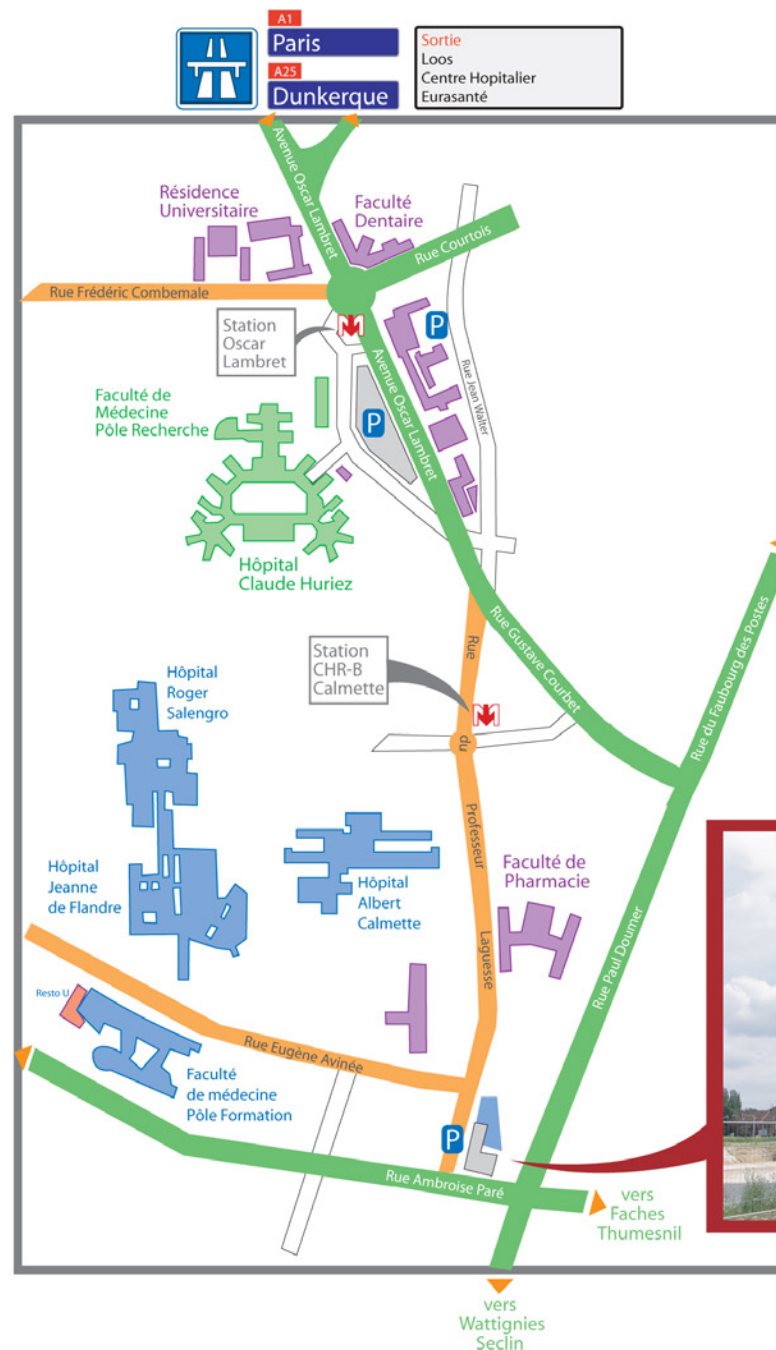 A1
Paris
A25
Dunkerque
Sortie
Loos
Centre Hopitalier
Eurasanté
Avenue Oscar Lambret
Résidence
Universitaire
Faculté
Dentaire
Avenue Oscar Lambret
Rue Courtois
Rue Frédéric Combemale
Station
Oscar
Lambret
M
P
Avenue Oscar Lambret
Rue Jean Walter
Faculté de
Médecine
Pôle Recherche
P
Hôpital
Claude Huriez
Rue Gustave Courbet
Rue du Faubourg des Postes
Station
CHR-B
Calmette
M
Rue
du
Professeur
Laguesse
Hôpital
Roger
Salengro
Hôpital
Jeanne
de Flandre
Hôpital
Albert
Calmette
Faculté de
Pharmacie
Rue Paul Doumer
Resto U
Rue Eugène Avinée
Faculté
de médecine
Pôle Formation
P
Rue Ambroise Paré
vers
Faches
Thumesnil
vers
Wattignies
Seclin